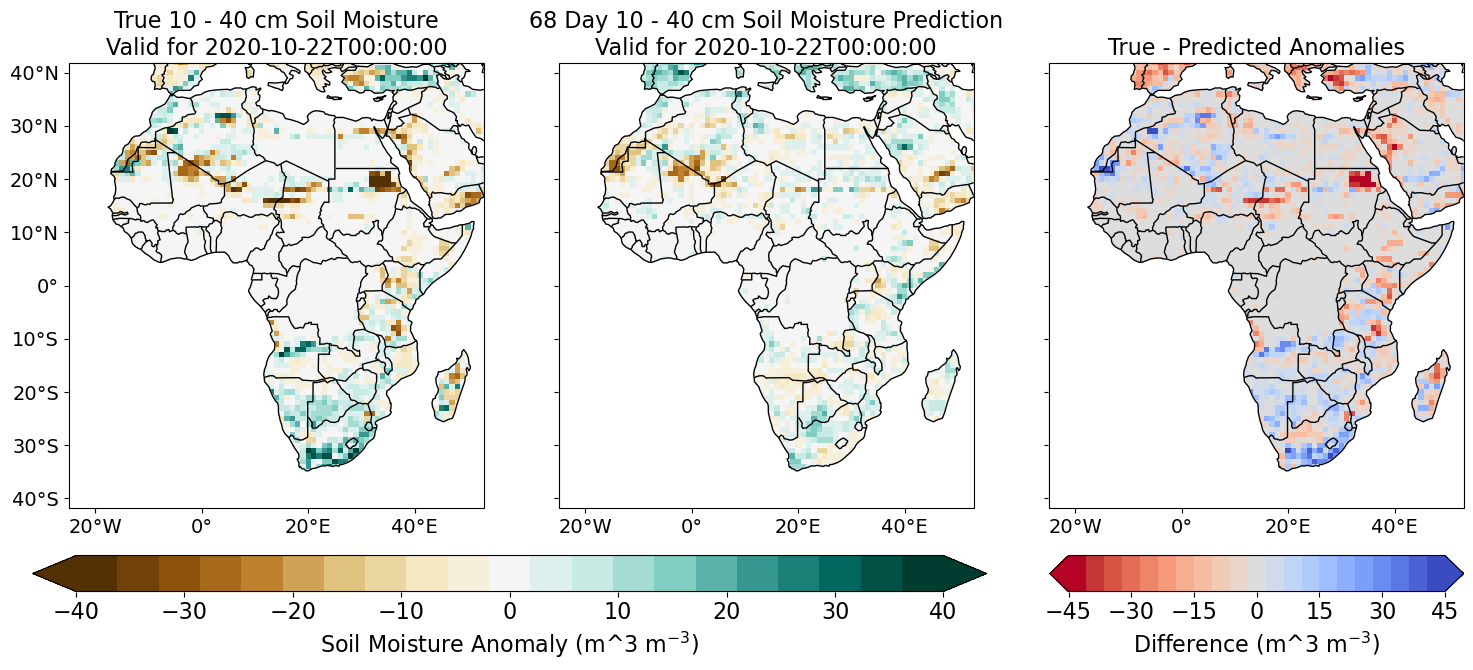 True 10 - 40 cm Soil Moisture
Valid for 2020-10-22T00:00:00
68 Day 10 - 40 cm Soil Moisture Prediction
Valid for 2020-10-22T00:00:00
True - Predicted Anomalies
40°N
30°N
20°N
10°N
0°
10°S
20°S
30°S
40°S
20°W 0° 20°E 40°E
20°W 0° 20°E 40°E
20°W 0° 20°E 40°E
−40 −30 −20 −10 0 10 20 30 40
Soil Moisture Anomaly (m^3 m⁻³)
−45 −30 −15 0 15 30 45
Difference (m^3 m⁻³)